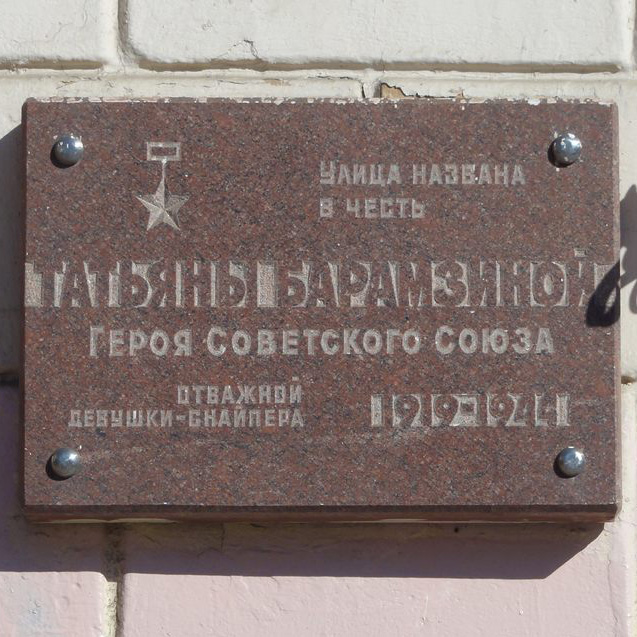 Улица названа
в честь
Татьяны Барамзиной
Героя Советского Союза
отважной
девушки-снайпера
1919-1944